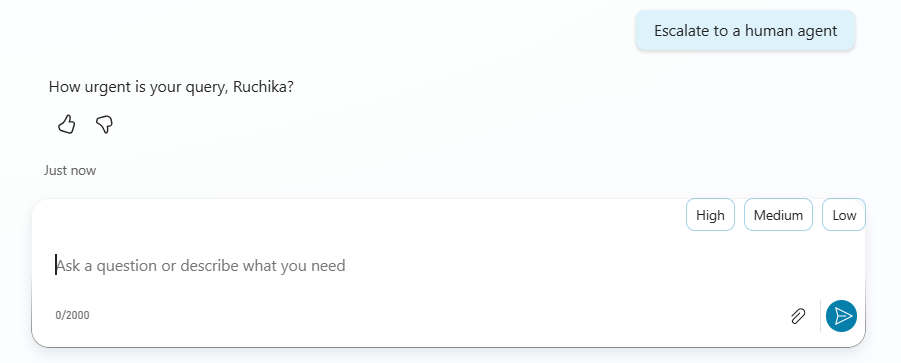 Escalate to a human agent
How urgent is your query, Ruchika?
Just now
High Medium Low
Ask a question or describe what you need
0/2000